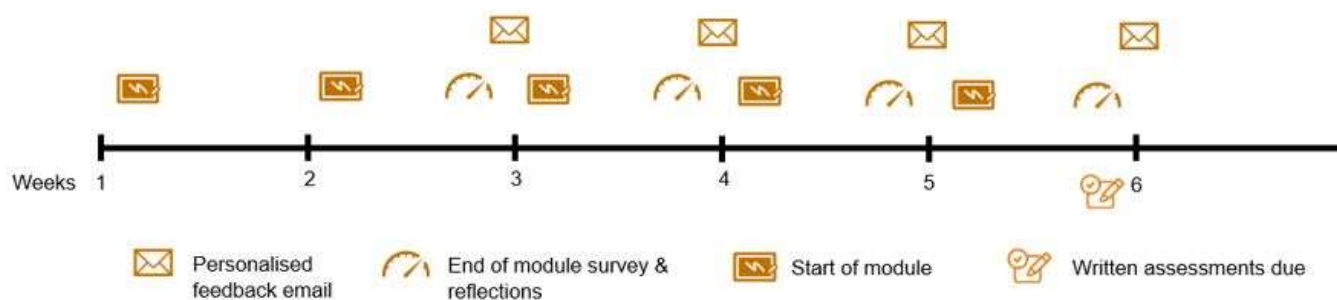 Weeks 1 2 3 4 5 6
Personalised
feedback email
End of module survey &
reflections
Start of module
Written assessments due